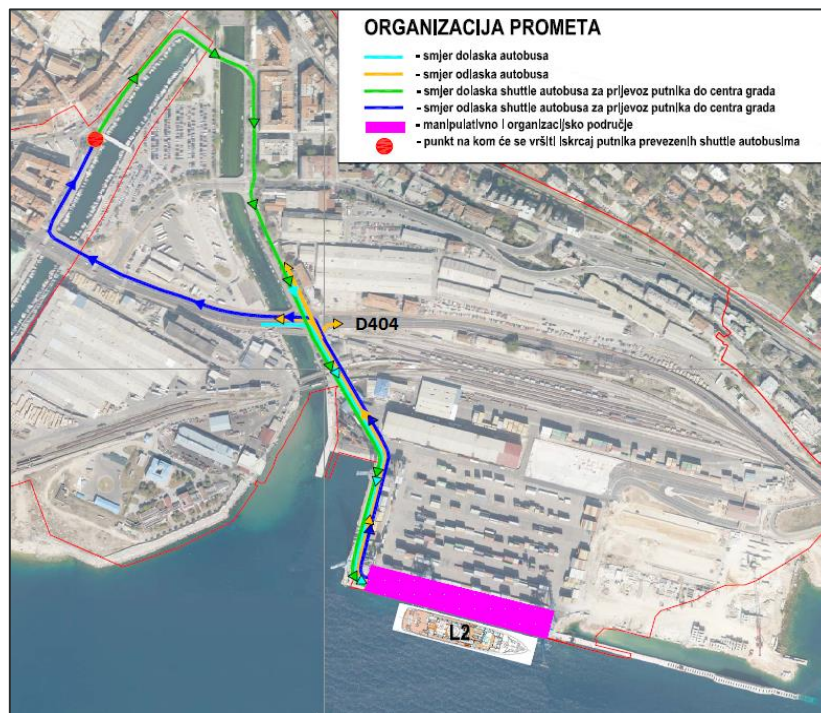 ORGANIZACIJA PROMETA
- smjer dolaska autobusa
- smjer odlaska autobusa
- smjer dolaska shuttle autobusa za prijevoz putnika do centra grada
- smjer odlaska shuttle autobusa za prijevoz putnika do centra grada
- manipulativno i organizacijsko područje
- punkt na kom će se vršiti iskrcaj putnika prevezenih shuttle autobusima
D404
L2